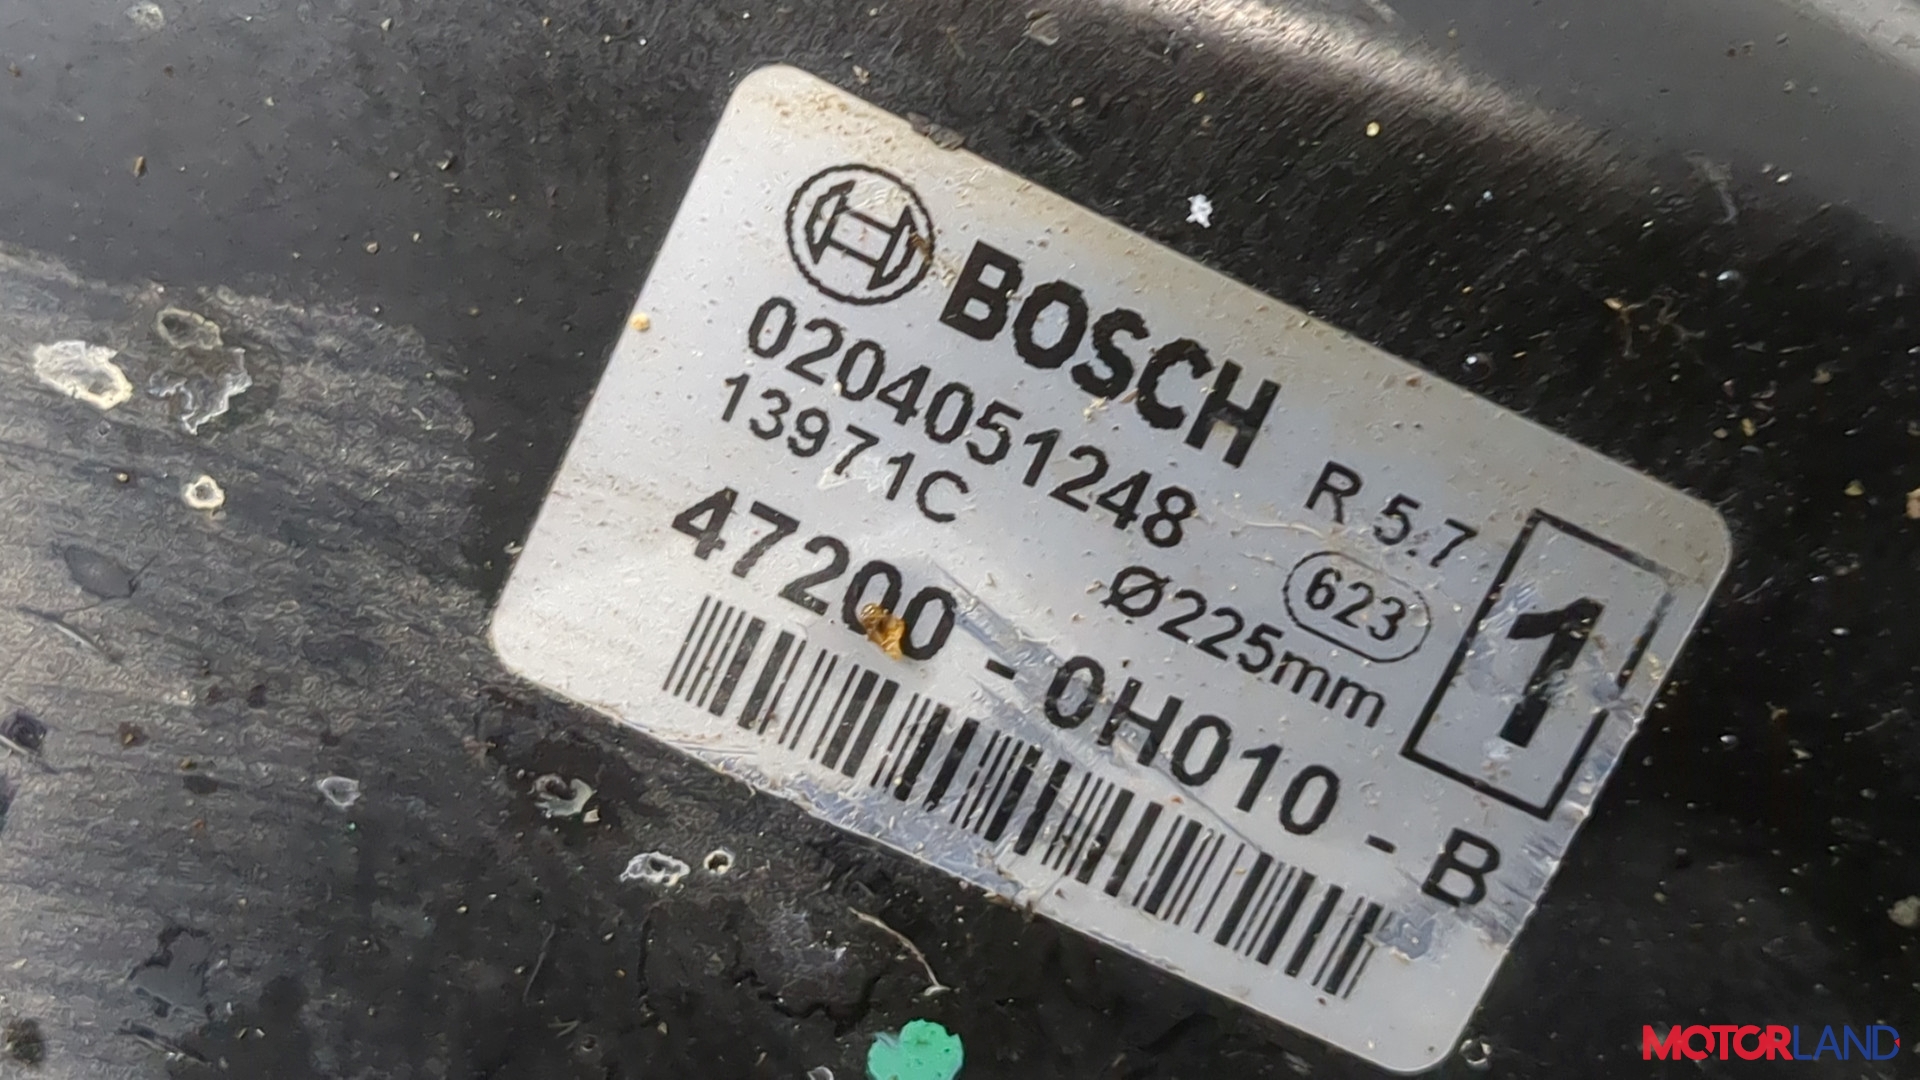 BOSCH
R 5.7
0204051248
623
1
13971C
Ø225mm
47200 - 0H010 - B
MOTORLAND